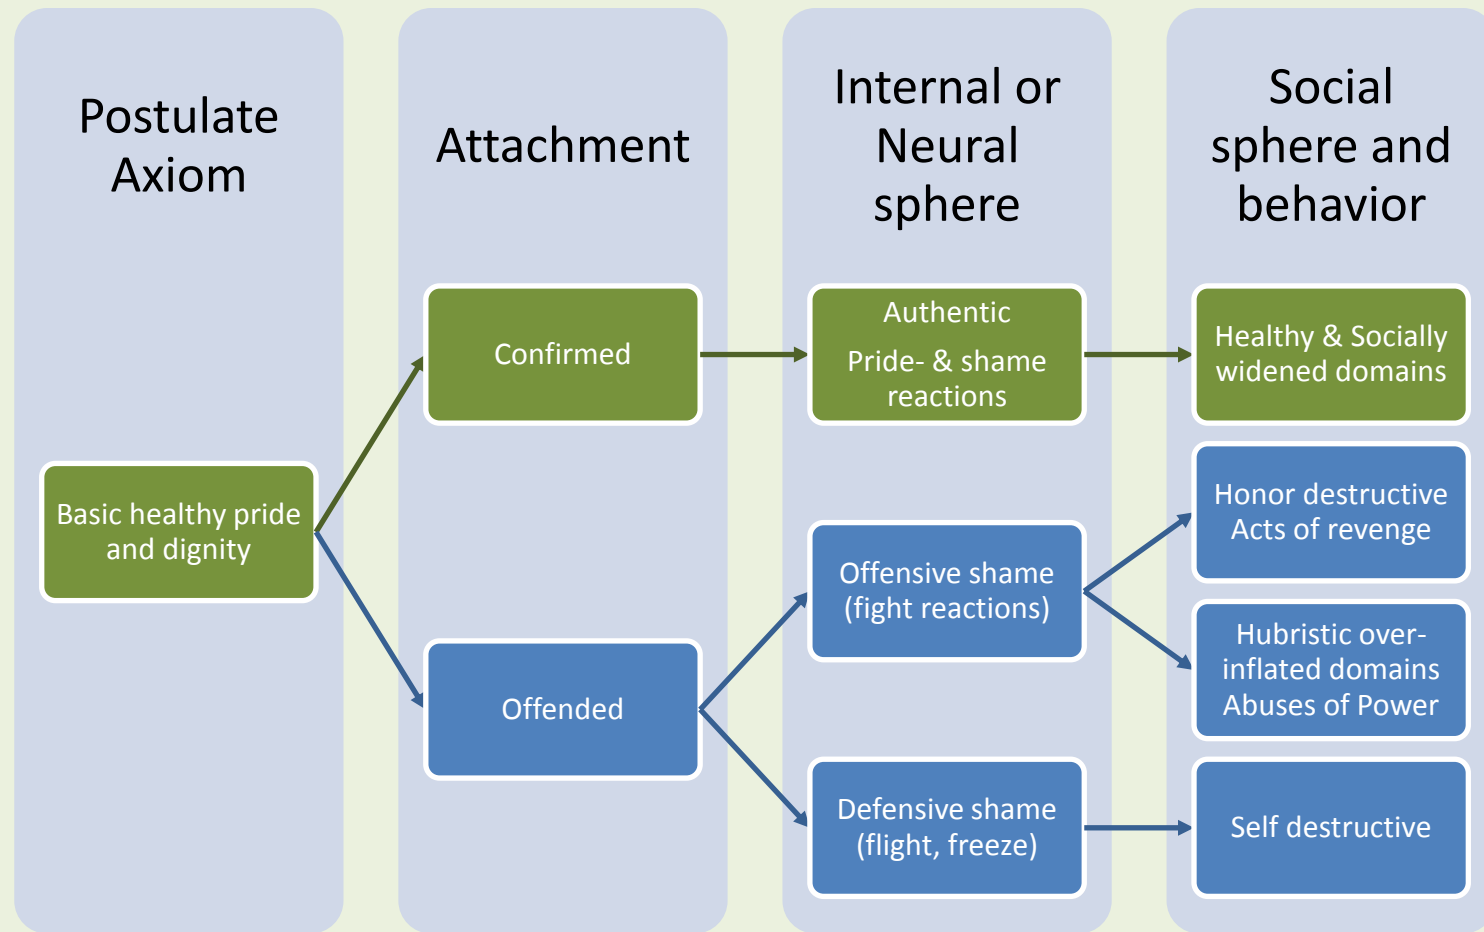 Postulate
Axiom
Attachment
Internal or
Neural
sphere
Social
sphere and
behavior
Basic healthy pride
and dignity
Confirmed
Offended
Authentic
Pride- & shame
reactions
Offensive shame
(fight reactions)
Defensive shame
(flight, freeze)
Healthy & Socially
widened domains
Honor destructive
Acts of revenge
Hubristic over-
inflated domains
Abuses of Power
Self destructive